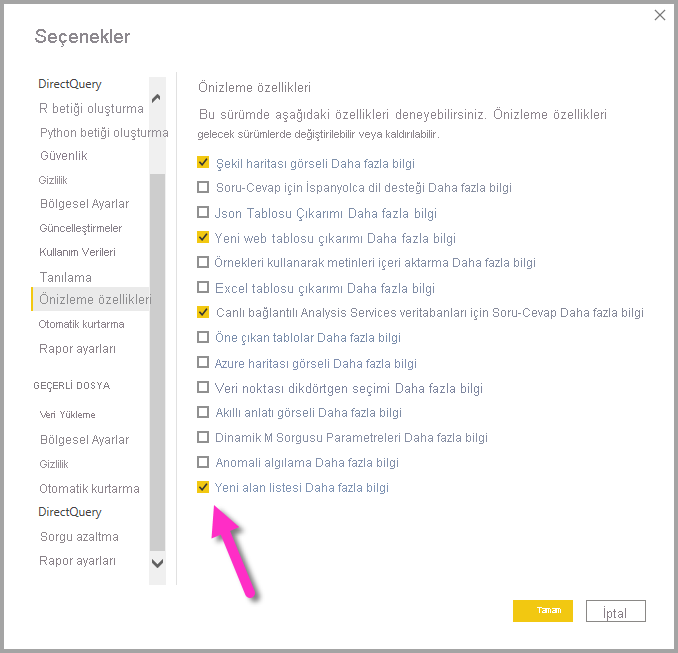 Seçenekler
DirectQuery
R betiği oluşturma
Python betiği oluşturma
Güvenlik
Gizlilik
Bölgesel Ayarlar
Güncelleştirmeler
Kullanım Verileri
Tanılama
Önizleme özellikleri
Otomatik kurtarma
Rapor ayarları
GEÇERLİ DOSYA
Veri Yükleme
Bölgesel Ayarlar
Gizlilik
Otomatik kurtarma
DirectQuery
Sorgu azaltma
Rapor ayarları
Önizleme özellikleri
Bu sürümde aşağıdaki özellikleri deneyebilirsiniz. Önizleme özellikleri
gelecek sürümlerde değiştirilebilir veya kaldırılabilir.
Şekil haritası görseli Daha fazla bilgi
Soru-Cevap için İspanyolca dil desteği Daha fazla bilgi
Json Tablosu Çıkarımı Daha fazla bilgi
Yeni web tablosu çıkarımı Daha fazla bilgi
Örnekleri kullanarak metinleri içeri aktarma Daha fazla bilgi
Excel tablosu çıkarımı Daha fazla bilgi
Canlı bağlantılı Analysis Services veritabanları için Soru-Cevap Daha fazla bilgi
Öne çıkan tablolar Daha fazla bilgi
Azure haritası görseli Daha fazla bilgi
Veri noktası dikdörtgen seçimi Daha fazla bilgi
Akıllı anlatı görseli Daha fazla bilgi
Dinamik M Sorgusu Parametreleri Daha fazla bilgi
Anomali algılama Daha fazla bilgi
Yeni alan listesi Daha fazla bilgi
Tamam
İptal